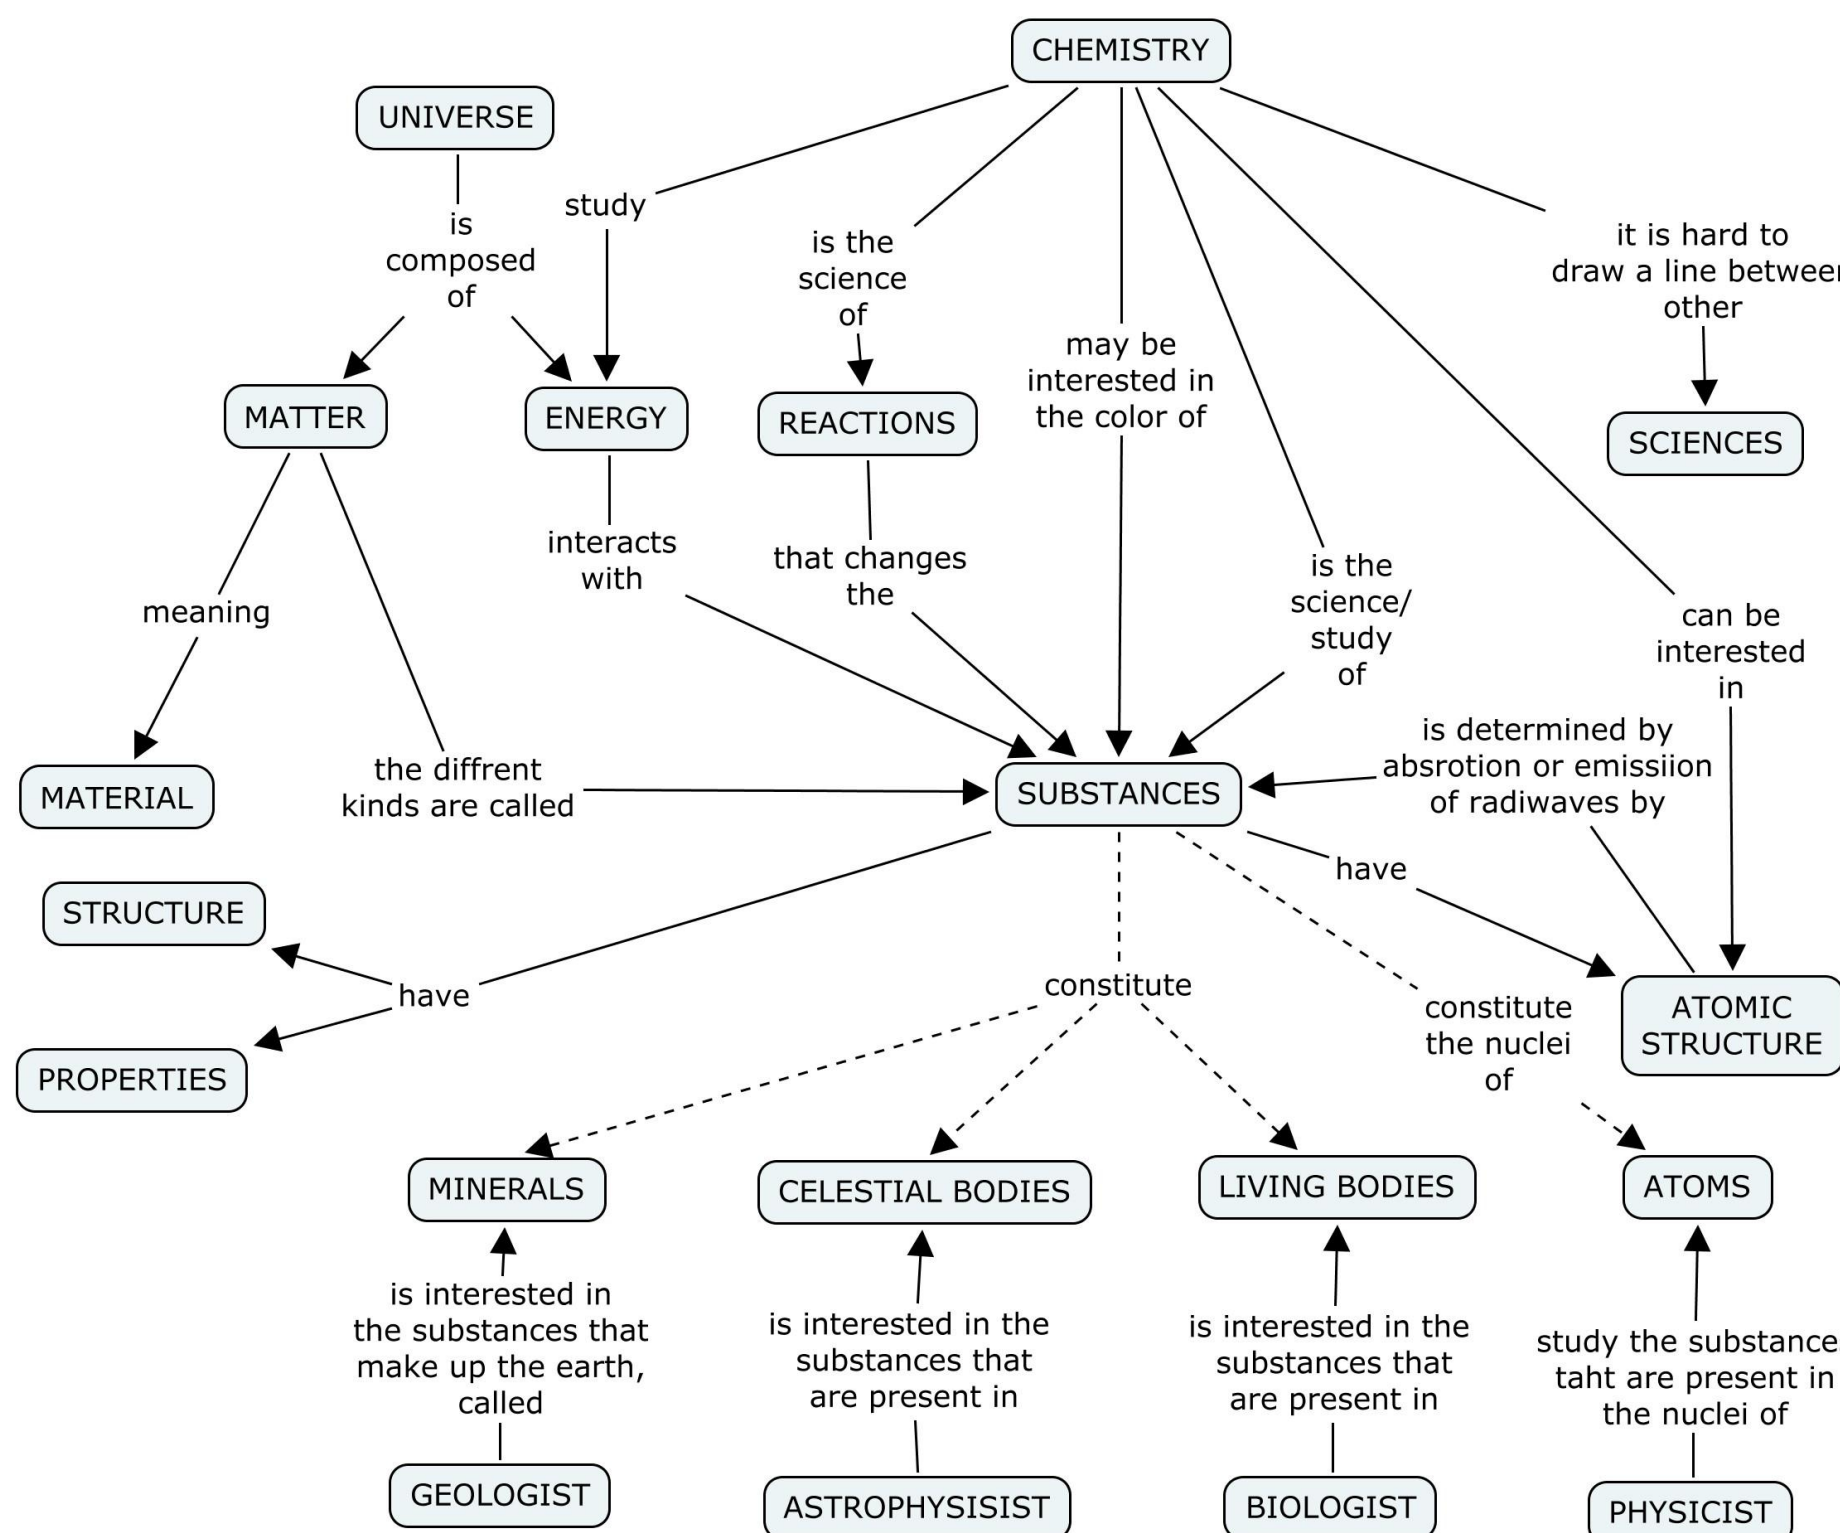 CHEMISTRY
UNIVERSE
study
is
composed
of
is the
science
of
it is hard to
draw a line between
other
may be
interested in
the color of
MATTER
ENERGY
REACTIONS
SCIENCES
interacts
with
that changes
the
is the
science/
study
of
meaning
can be
interested
in
is determined by
absrotion or emissiion
of radiwaves by
the diffrent
kinds are called
MATERIAL
SUBSTANCES
have
STRUCTURE
have
constitute
constitute
the nuclei
of
ATOMIC
STRUCTURE
PROPERTIES
MINERALS
CELESTIAL BODIES
LIVING BODIES
ATOMS
is interested in
the substances that
make up the earth,
called
is interested in the
substances that
are present in
is interested in the
substances that
are present in
study the substances
taht are present in
the nuclei of
GEOLOGIST
ASTROPHYSISIST
BIOLOGIST
PHYSICIST